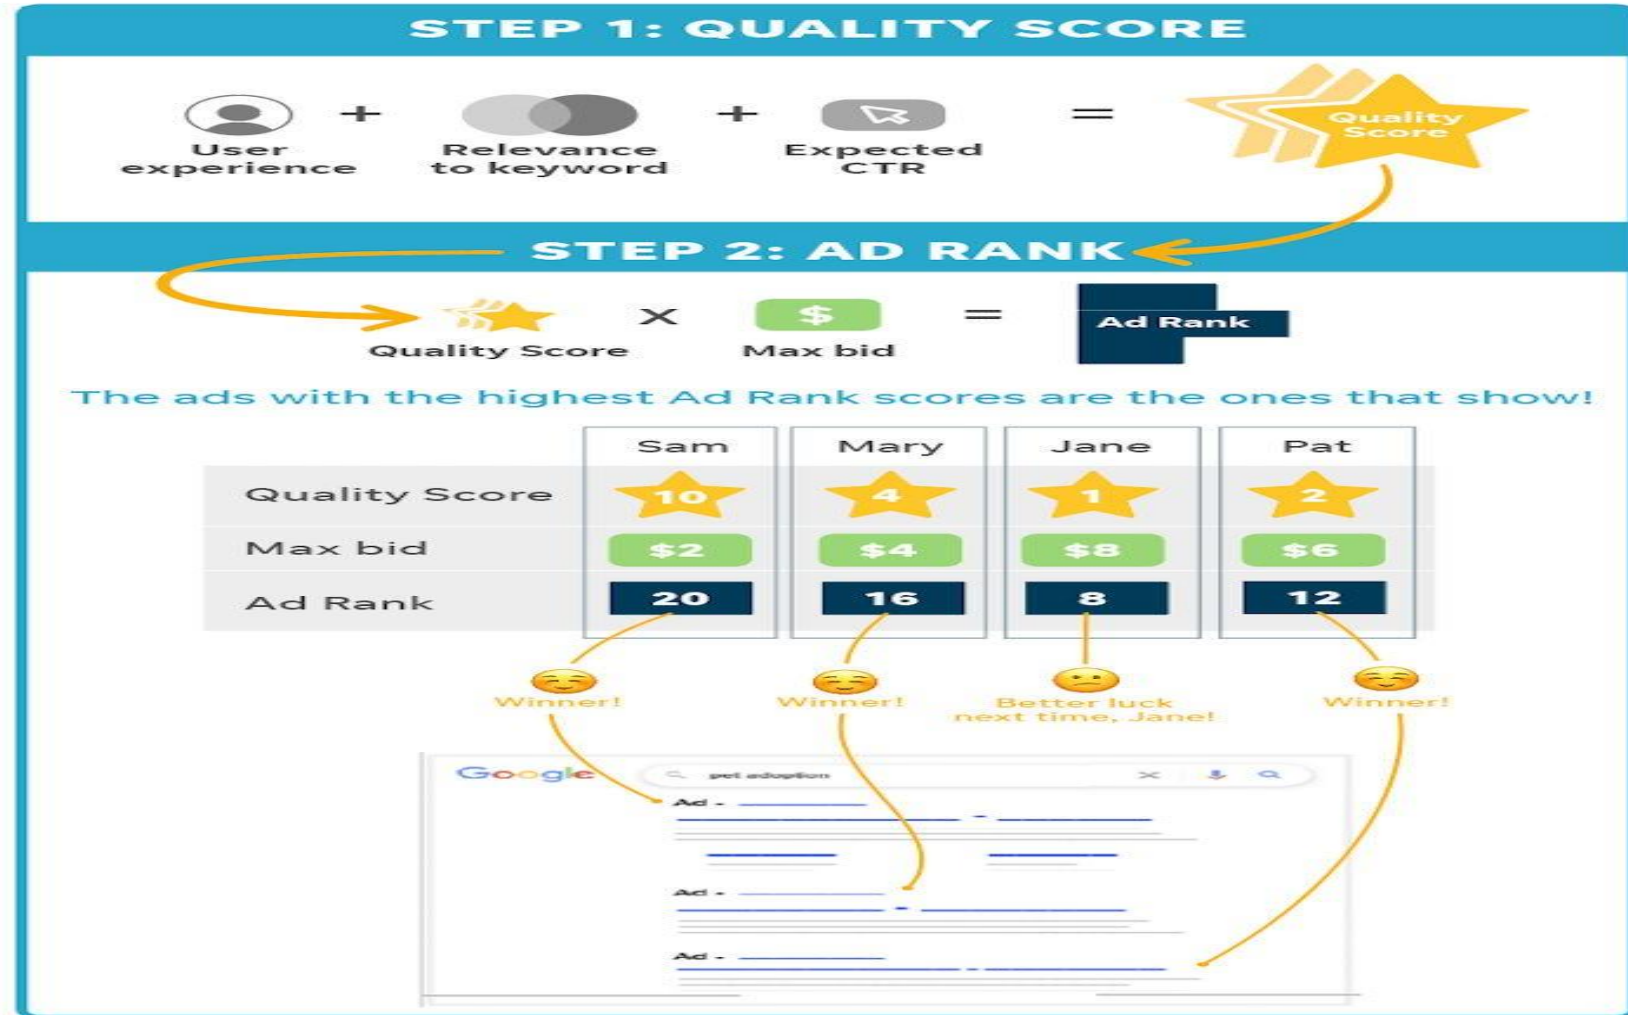 STEP 1: QUALITY SCORE
+ + =
Quality
Score
User
experience
Relevance
to keyword
Expected
CTR
STEP 2: AD RANK
x $ =
Ad Rank
Quality Score Max bid
The ads with the highest Ad Rank scores are the ones that show!
Sam Mary Jane Pat
Quality Score 10 4 1 2
Max bid $2 $4 $8 $6
Ad Rank 20 16 8 12
Winner! Winner! Better luck
next time, Jane! Winner!
Google pet adoption
Ad -
Ad -
Ad -